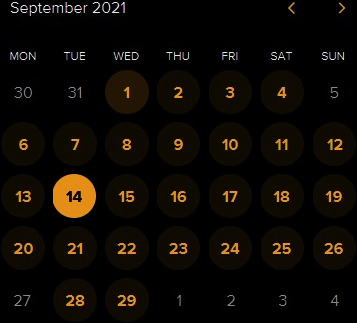 September 2021
MON TUE WED THU FRI SAT SUN
30 31 1 2 3 4 5
6 7 8 9 10 11 12
13 14 15 16 17 18 19
20 21 22 23 24 25 26
27 28 29 1 2 3 4